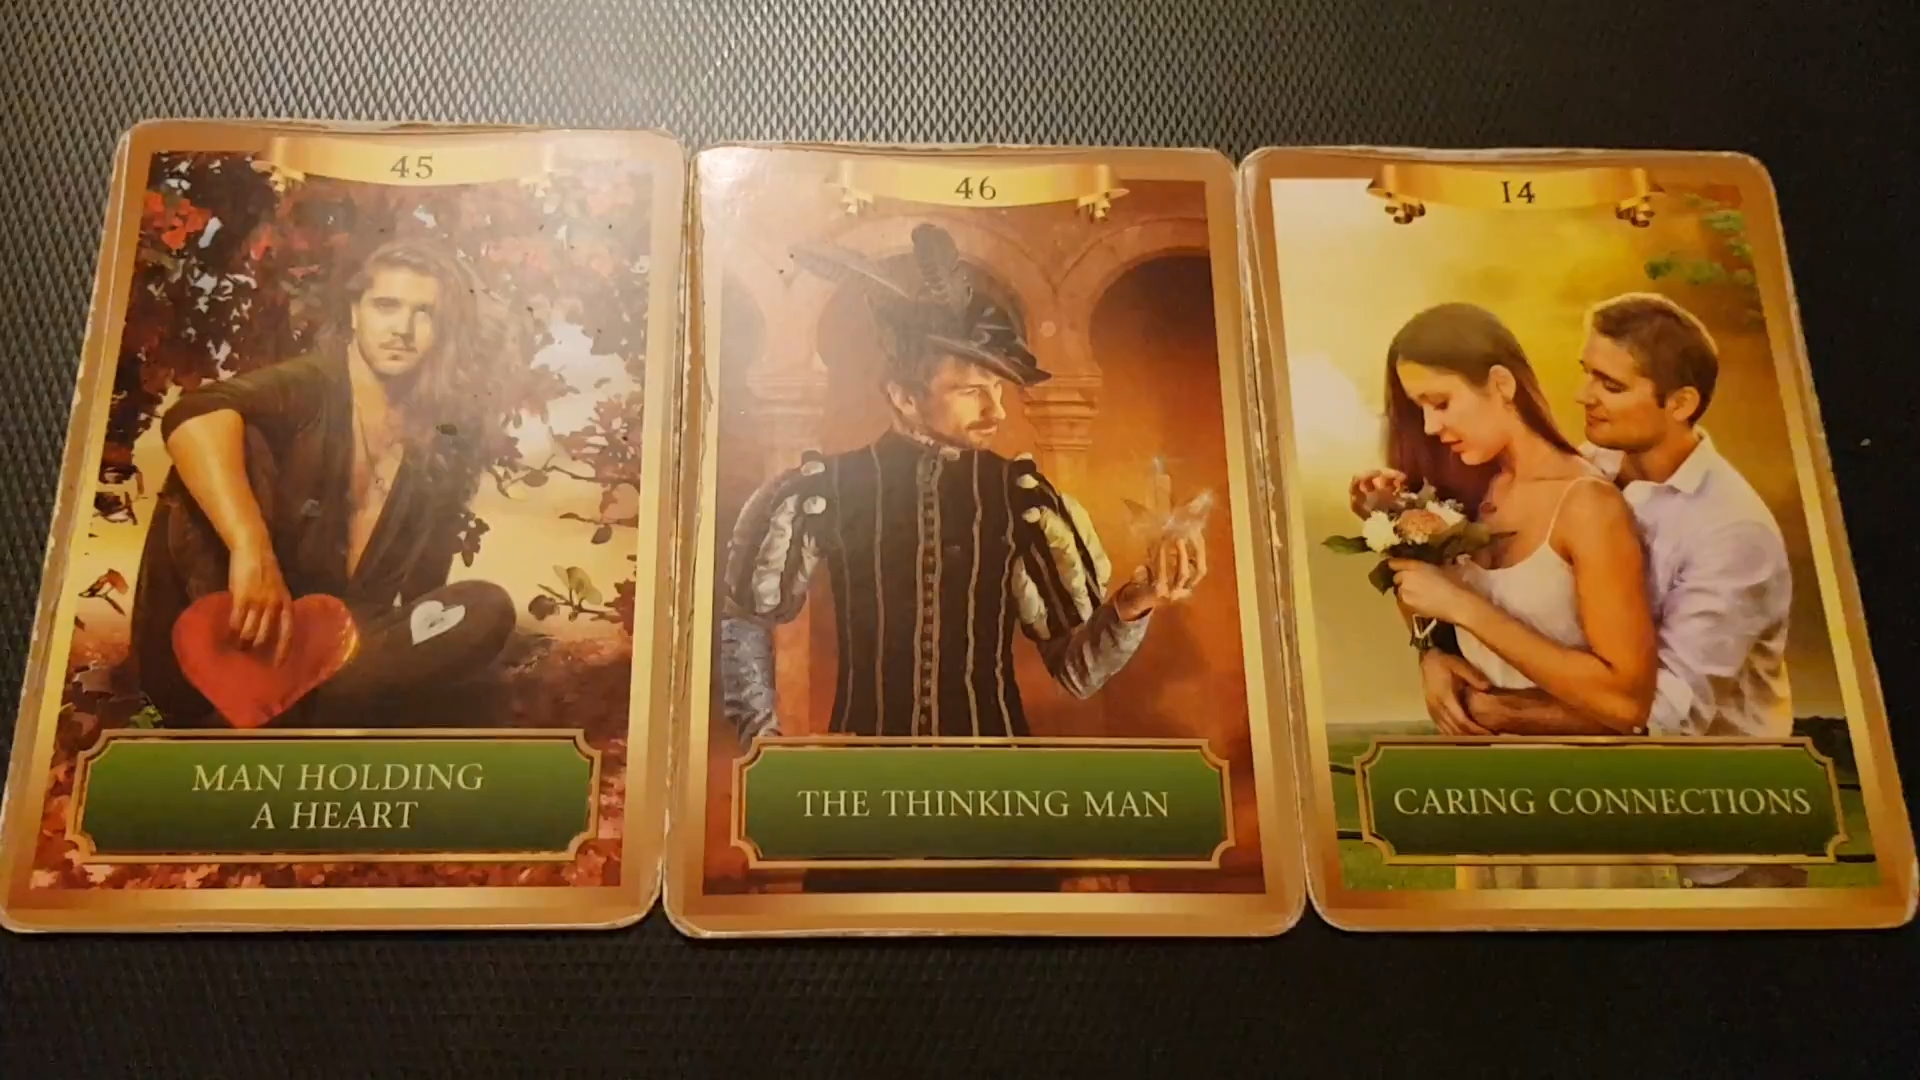 45
MAN HOLDING
A HEART
46
THE THINKING MAN
14
CARING CONNECTIONS